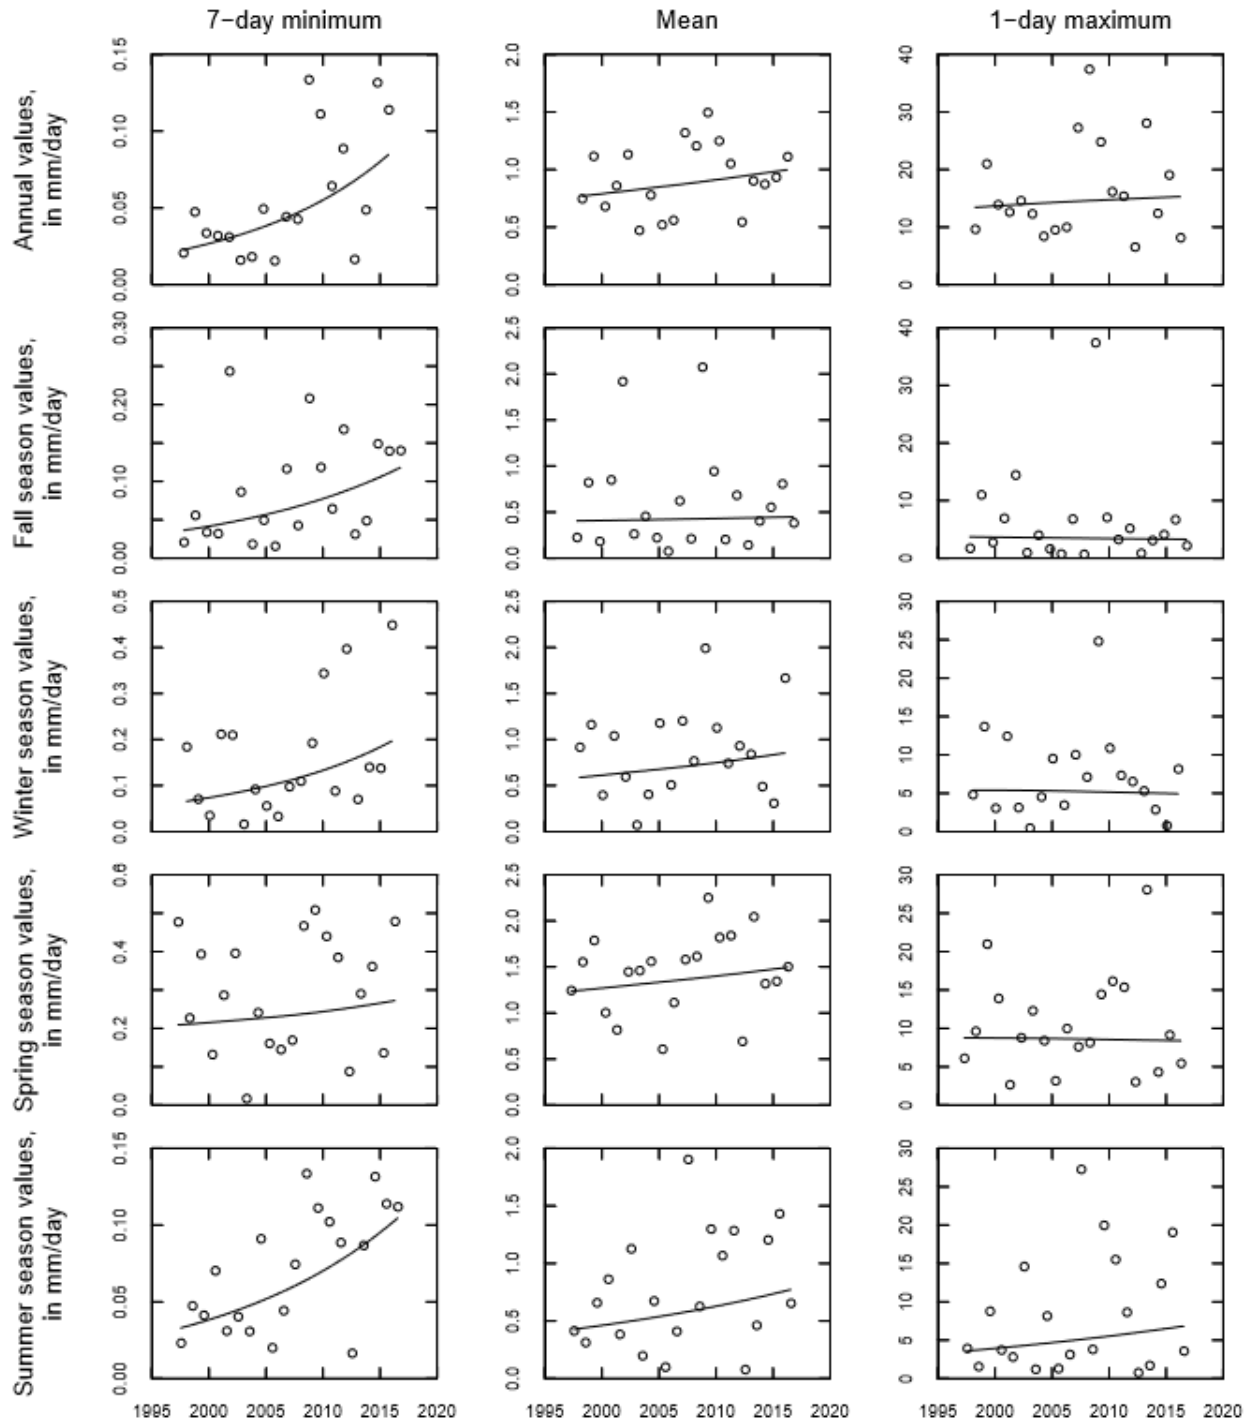 7-day minimum
Mean
1-day maximum
Annual values,
in mm/day
0.00 0.05 0.10 0.15
0.0 0.5 1.0 1.5 2.0
0 10 20 30 40
Fall season values,
in mm/day
0.00 0.10 0.20 0.30
0.0 0.5 1.0 1.5 2.0 2.5
0 10 20 30 40
Winter season values,
in mm/day
0.0 0.1 0.2 0.3 0.4 0.5
0.0 0.5 1.0 1.5 2.0 2.5
0 5 10 15 20 25 30
Spring season values,
in mm/day
0.0 0.2 0.4 0.6
0.0 0.5 1.0 1.5 2.0 2.5
0 5 10 15 20 25 30
Summer season values,
in mm/day
0.00 0.05 0.10 0.15
0.0 0.5 1.0 1.5 2.0
0 5 10 15 20 25 30
1995 2000 2005 2010 2015 2020
1995 2000 2005 2010 2015 2020
1995 2000 2005 2010 2015 2020